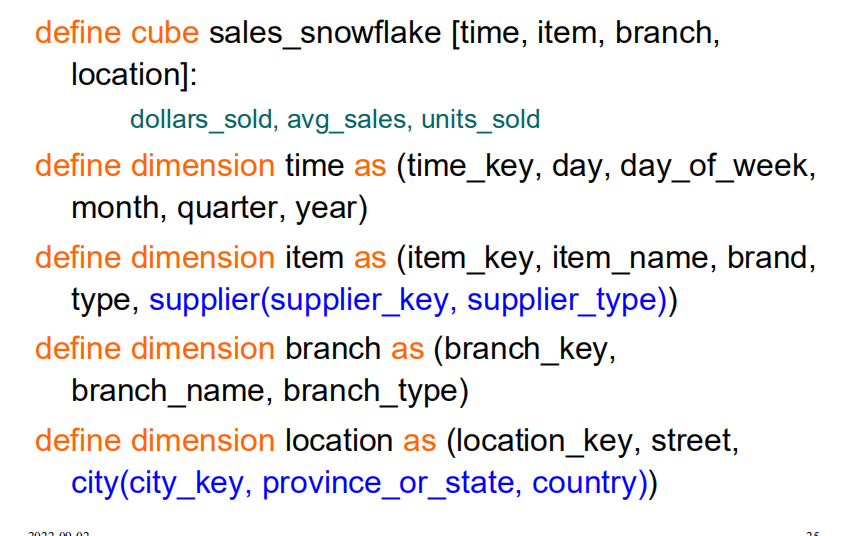 define cube sales_snowflake [time, item, branch,
location]:
dollars_sold, avg_sales, units_sold
define dimension time as (time_key, day, day_of_week,
month, quarter, year)
define dimension item as (item_key, item_name, brand,
type, supplier(supplier_key, supplier_type))
define dimension branch as (branch_key,
branch_name, branch_type)
define dimension location as (location_key, street,
city(city_key, province_or_state, country))